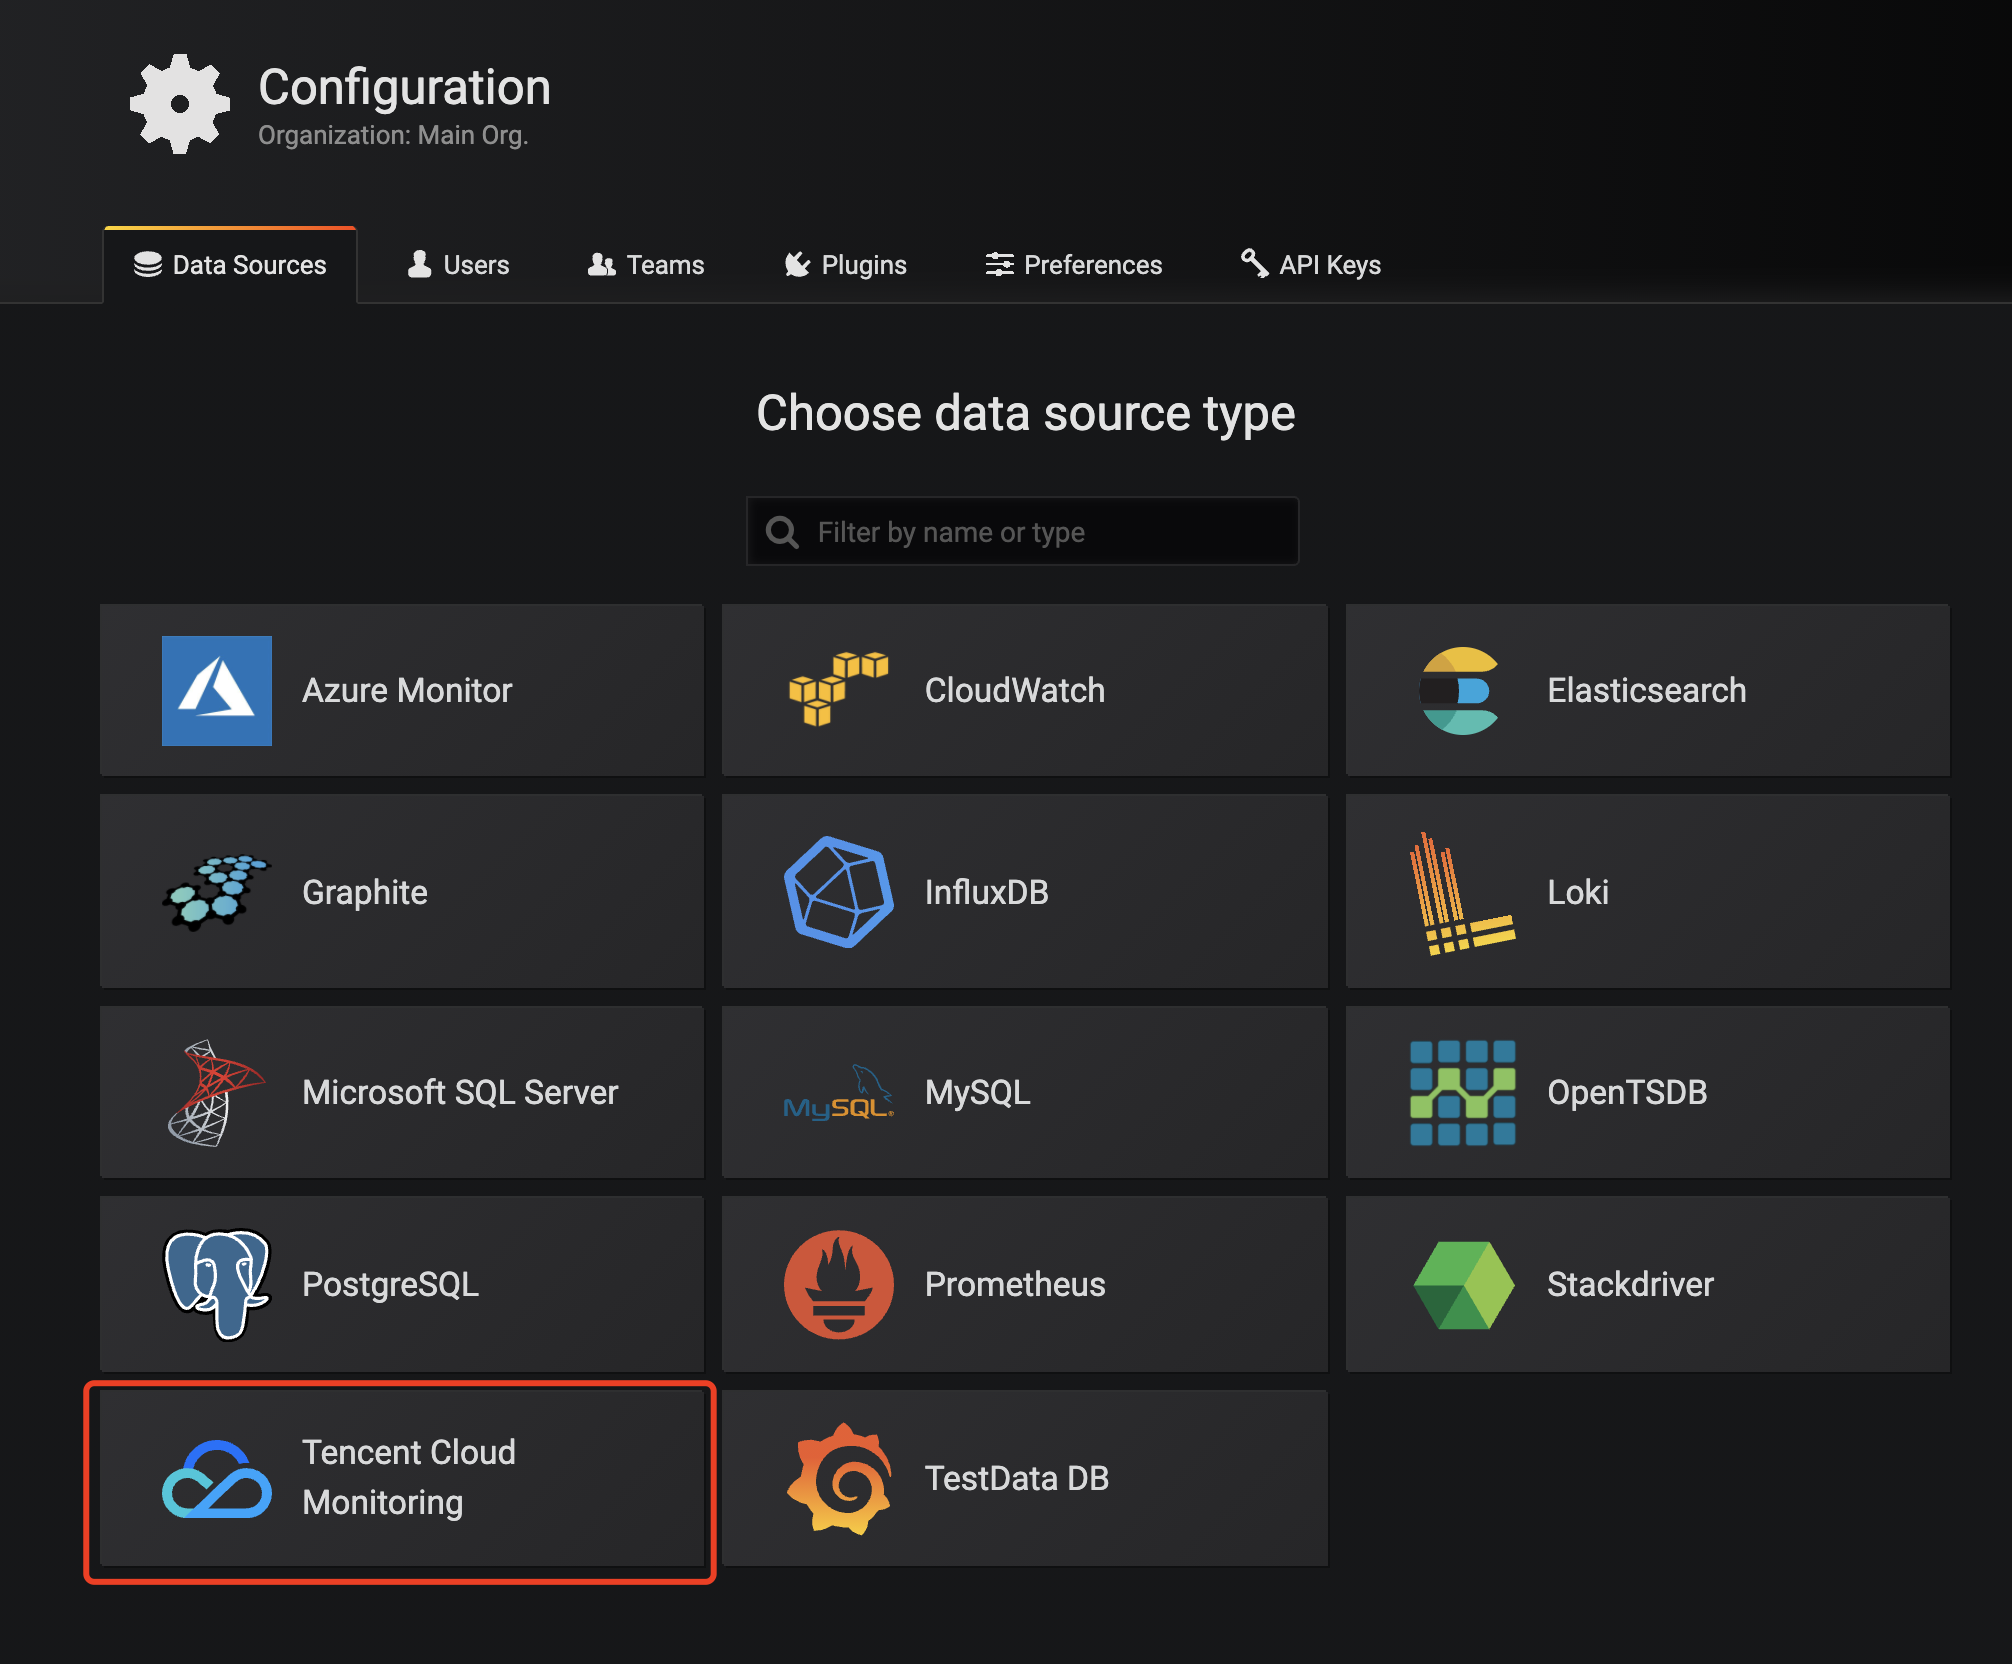 Configuration
Organization: Main Org.
Data Sources
Users
Teams
Plugins
Preferences
API Keys
Choose data source type
Filter by name or type
Azure Monitor
CloudWatch
Elasticsearch
Graphite
InfluxDB
Loki
Microsoft SQL Server
MySQL
MySQL
OpenTSDB
PostgreSQL
Prometheus
Stackdriver
Tencent Cloud
Monitoring
TestData DB